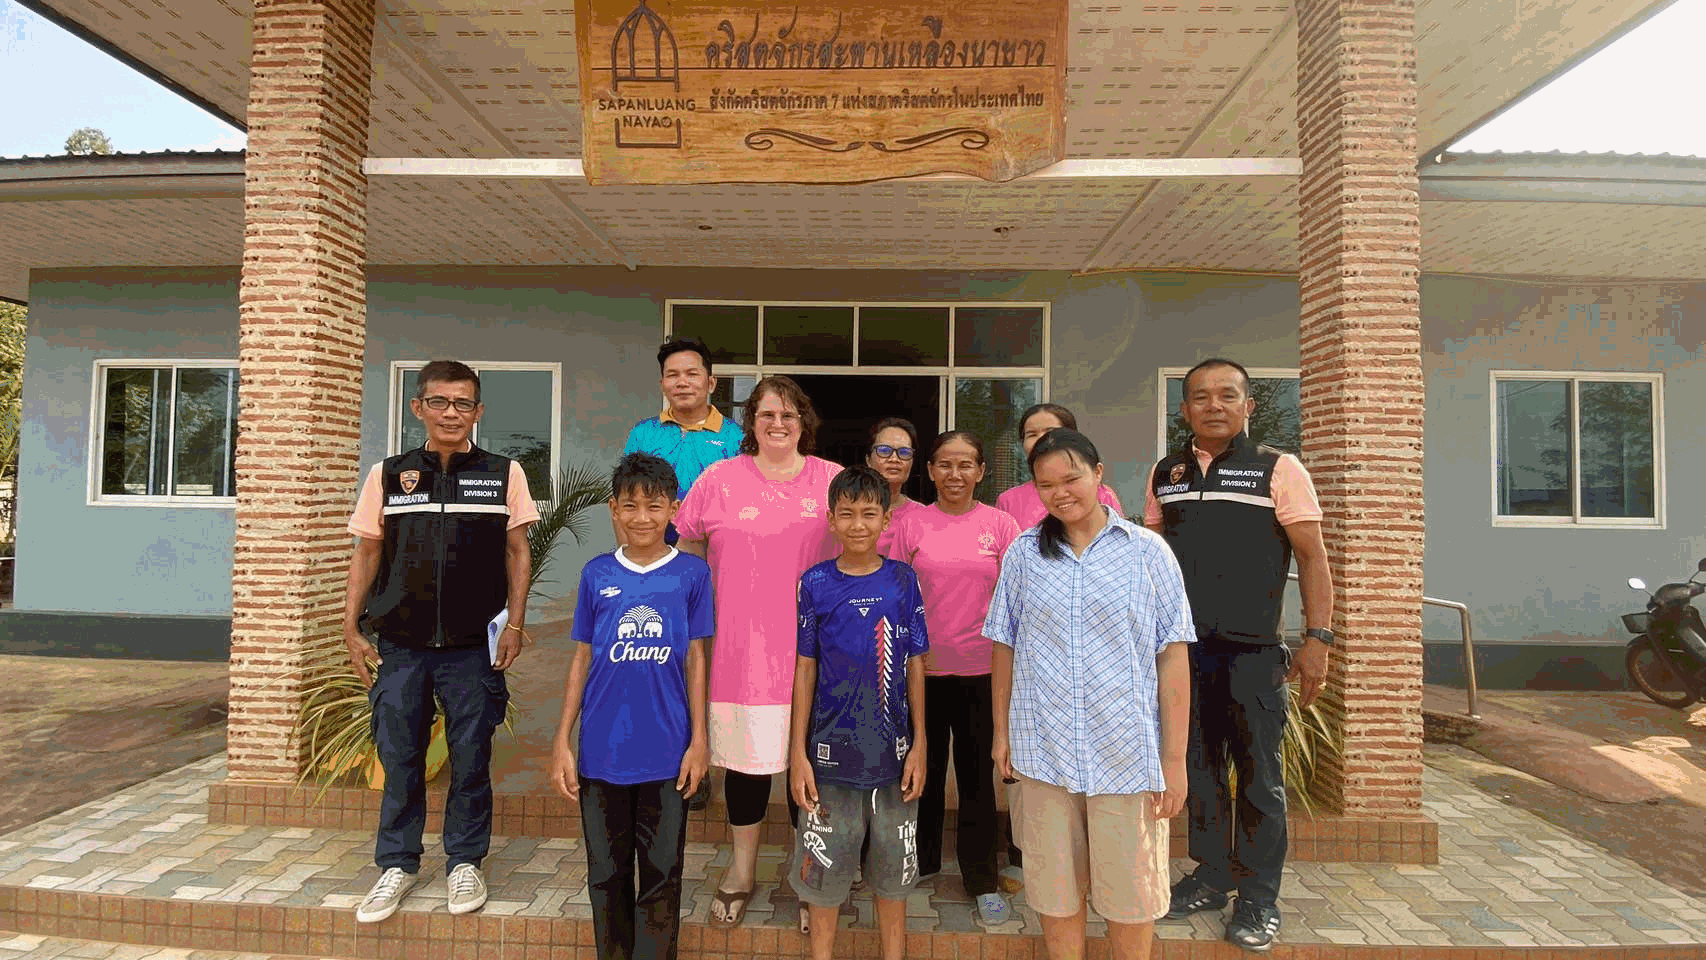 คริสตจักรสะพานเหลืองนายาว
SAPANLUANG
NAYAO
สังกัดคริสตจักรภาค 7 แห่งสภาคริสตจักรในประเทศไทย
IMMIGRATION
IMMIGRATION
DIVISION 3
Chang
JOURNEY
IMMIGRATION
IMMIGRATION
DIVISION 3